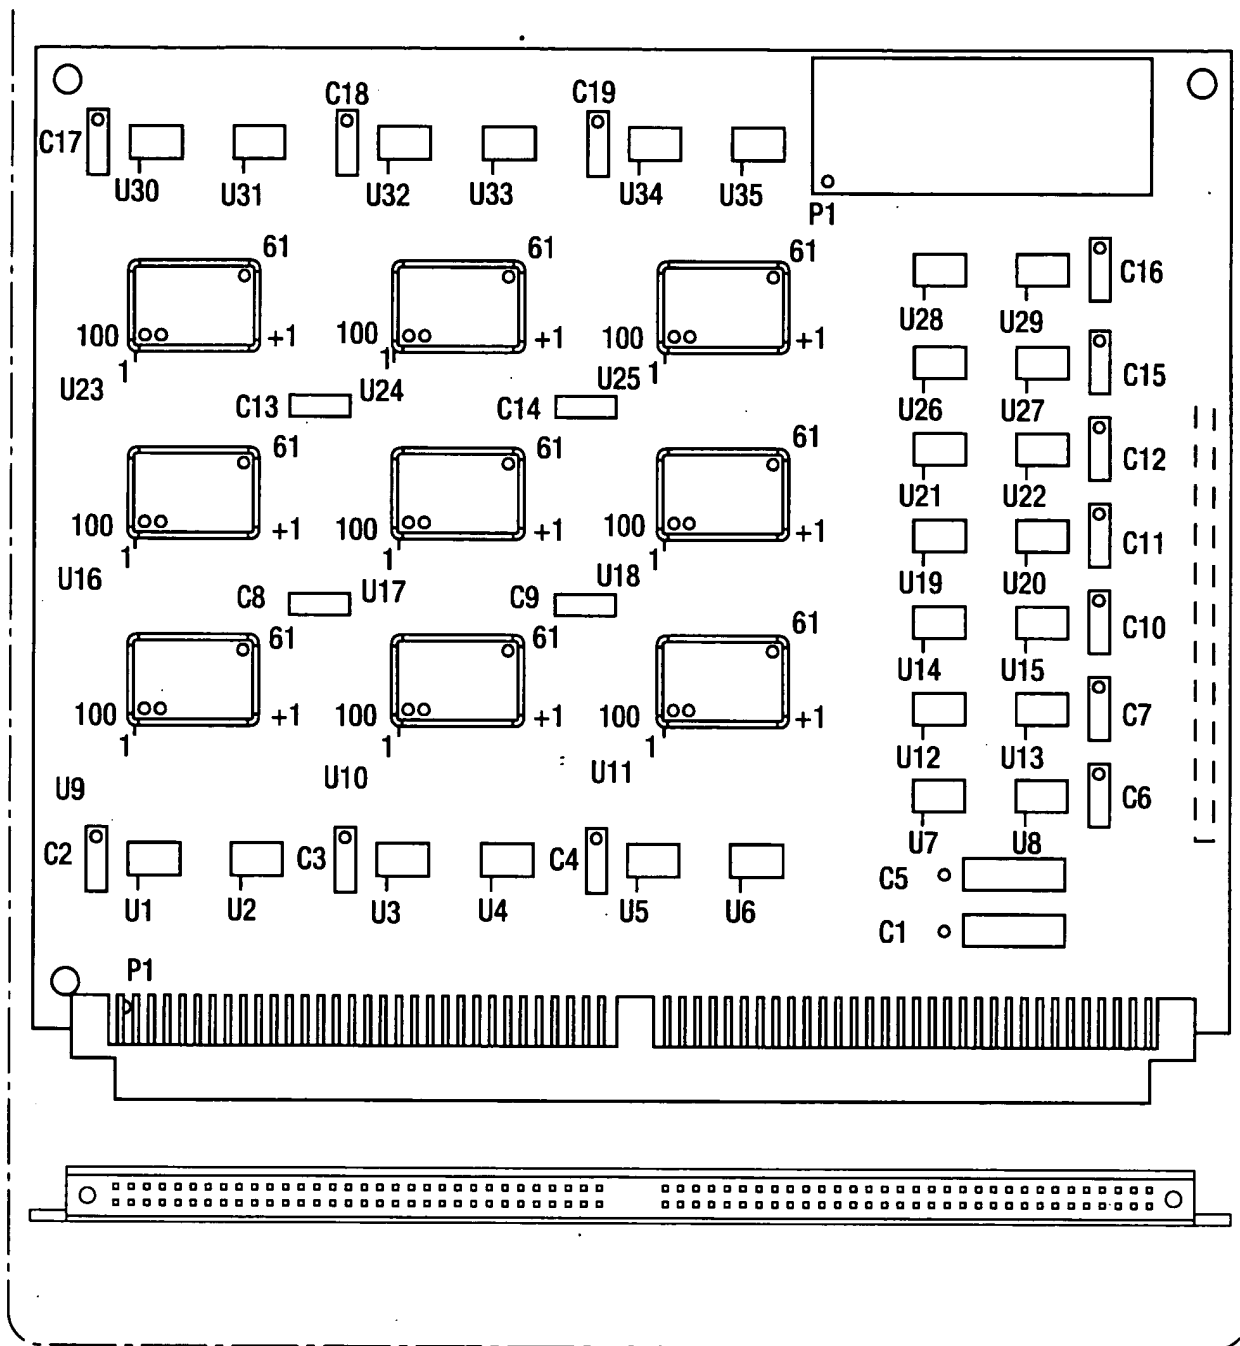 C18 C19
C17
U30 U31 U32 U33 U34 U35
P1
61 61 61
C16
U28 U29
100 +1 100 +1 100 +1
1 1 1
U23 U24 U25
C15
C13 C14
U26 U27
61 61 61
C12
U21 U22
100 +1 100 +1 100 +1
C11
1 1 1
U16 U17 U18
U19 U20
C8 C9
61 61 61
C10
U14 U15
100 +1 100 +1 100 +1
C7
1 1 1
U12 U13
U9 U10 U11
C6
U7 U8
C2 C3 C4
C5
U1 U2 U3 U4 U5 U6
C1
P1